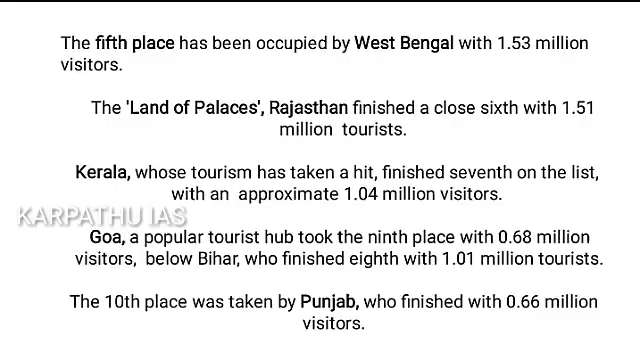 The fifth place has been occupied by West Bengal with 1.53 million
visitors.
The 'Land of Palaces', Rajasthan finished a close sixth with 1.51
million tourists.
Kerala, whose tourism has taken a hit, finished seventh on the list,
with an approximate 1.04 million visitors.
KARPATHU IAS
Goa, a popular tourist hub took the ninth place with 0.68 million
visitors, below Bihar, who finished eighth with 1.01 million tourists.
The 10th place was taken by Punjab, who finished with 0.66 million
visitors.